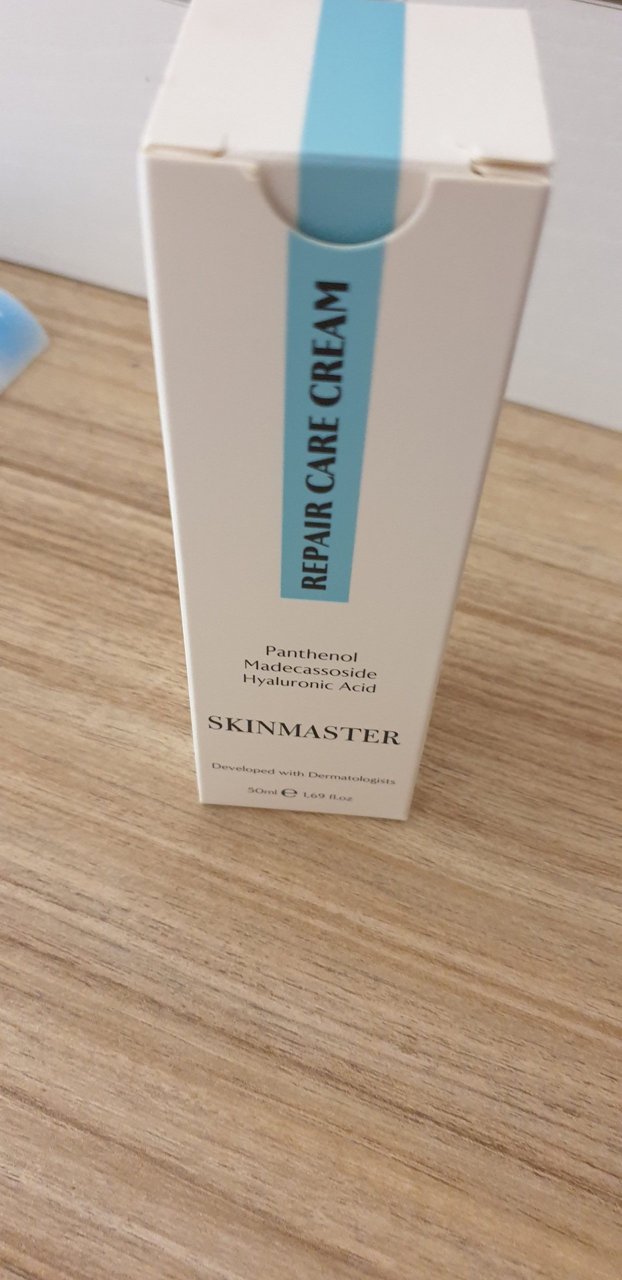 REPAIR CARE CREAM
Panthenol
Madecassoside
Hyaluronic Acid
SKINMASTER
Developed with Dermatologists
50ml ℮ 1.69 fl.oz